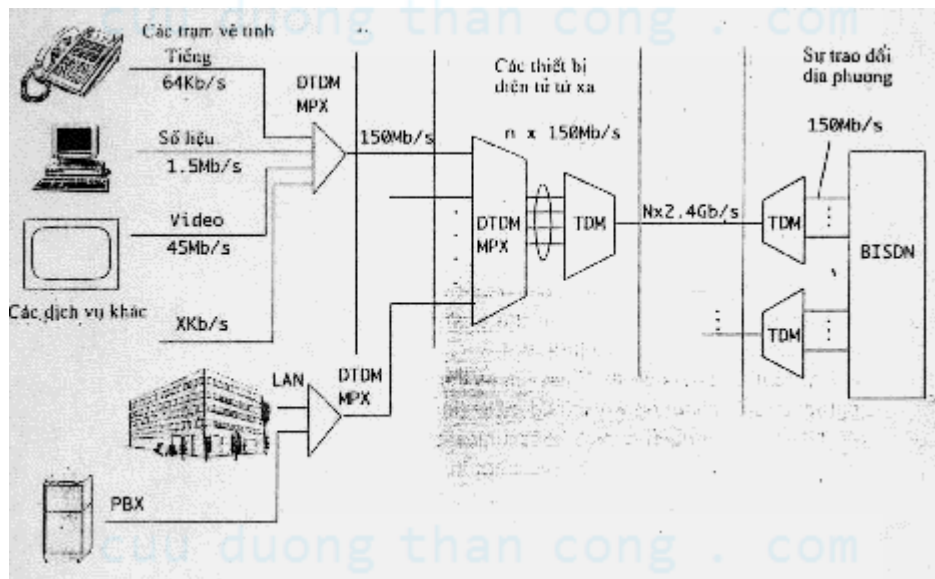 cuu duong than cong . com
Các trạm vệ tinh
Tiếng
64Kb/s
DTDM
MPX
Số liệu
1.5Mb/s
Video
45Mb/s
Các dịch vụ khác
XKb/s
150Mb/s
Các thiết bị
điện tử từ xa
n x 150Mb/s
DTDM
MPX
TDM
Nx2.4Gb/s
Sự trao đổi
địa phương
150Mb/s
TDM
BISDN
TDM
LAN
DTDM
MPX
PBX
cuu duong than cong . com